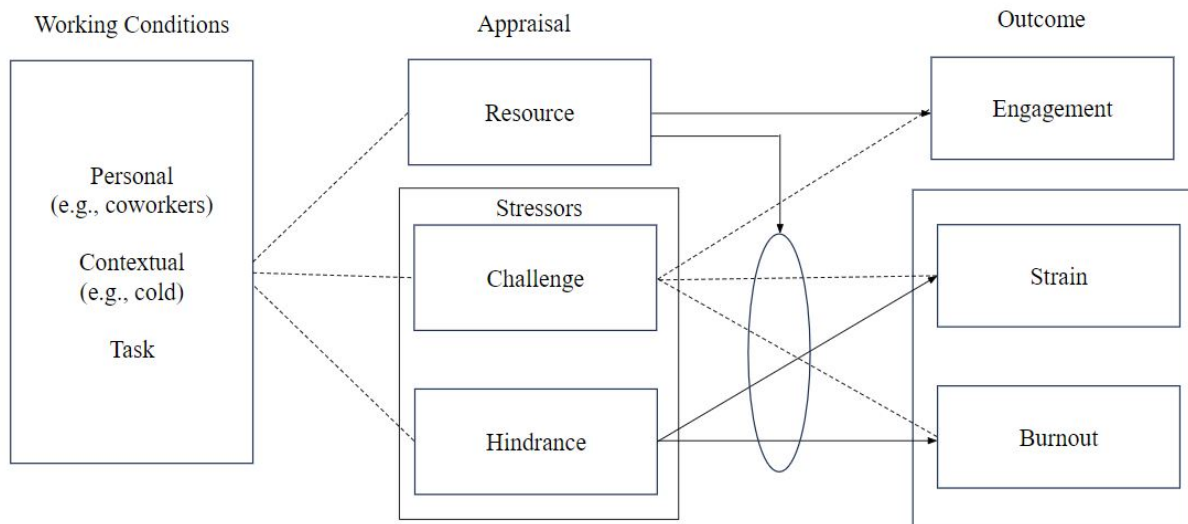 Working Conditions
Appraisal
Outcome
Personal
(e.g., coworkers)
Contextual
(e.g., cold)
Task
Resource
Stressors
Challenge
Hindrance
Engagement
Strain
Burnout